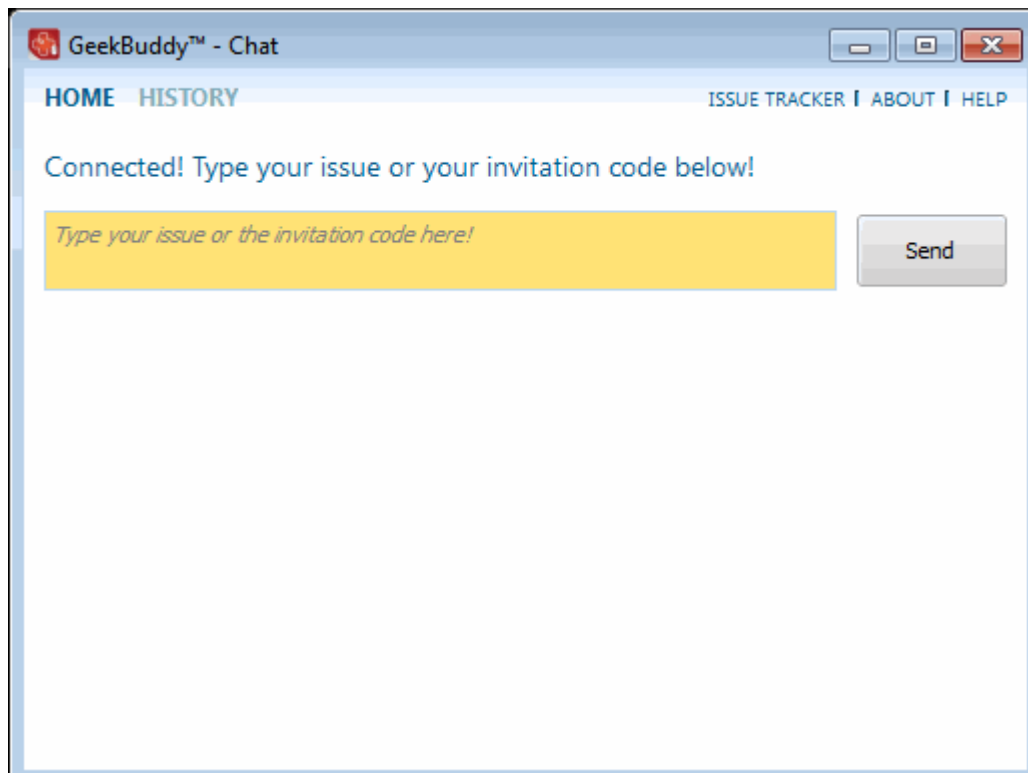 GeekBuddy™ - Chat
HOME HISTORY ISSUE TRACKER | ABOUT | HELP
Connected! Type your issue or your invitation code below!
Type your issue or the invitation code here!
Send